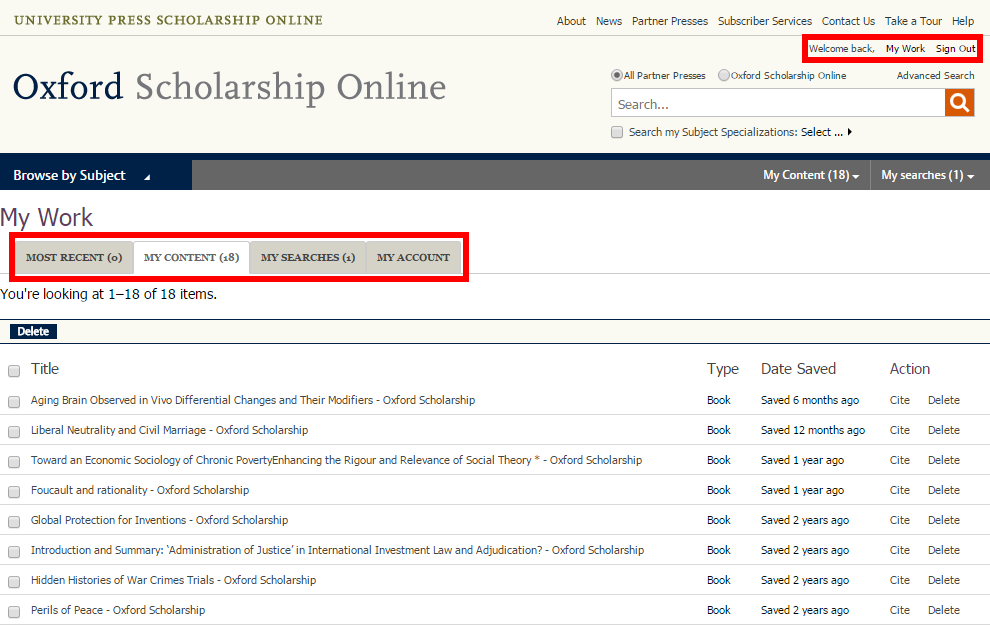 UNIVERSITY PRESS SCHOLARSHIP ONLINE
About News Partner Presses Subscriber Services Contact Us Take a Tour Help
Welcome back, My Work Sign Out
Oxford Scholarship Online
All Partner Presses Oxford Scholarship Online Advanced Search
Search...
Search my Subject Specializations: Select ...
Browse by Subject My Content (18) My searches (1)
My Work
MOST RECENT (0) MY CONTENT (18) MY SEARCHES (1) MY ACCOUNT
You're looking at 1–18 of 18 items.
Delete
Title Type Date Saved Action
Aging Brain Observed in Vivo Differential Changes and Their Modifiers - Oxford Scholarship Book Saved 6 months ago Cite Delete
Liberal Neutrality and Civil Marriage - Oxford Scholarship Book Saved 12 months ago Cite Delete
Toward an Economic Sociology of Chronic PovertyEnhancing the Rigour and Relevance of Social Theory * - Oxford Scholarship Book Saved 1 year ago Cite Delete
Foucault and rationality - Oxford Scholarship Book Saved 1 year ago Cite Delete
Global Protection for Inventions - Oxford Scholarship Book Saved 2 years ago Cite Delete
Introduction and Summary: ‘Administration of Justice’ in International Investment Law and Adjudication? - Oxford Scholarship Book Saved 2 years ago Cite Delete
Hidden Histories of War Crimes Trials - Oxford Scholarship Book Saved 2 years ago Cite Delete
Perils of Peace - Oxford Scholarship Book Saved 2 years ago Cite Delete